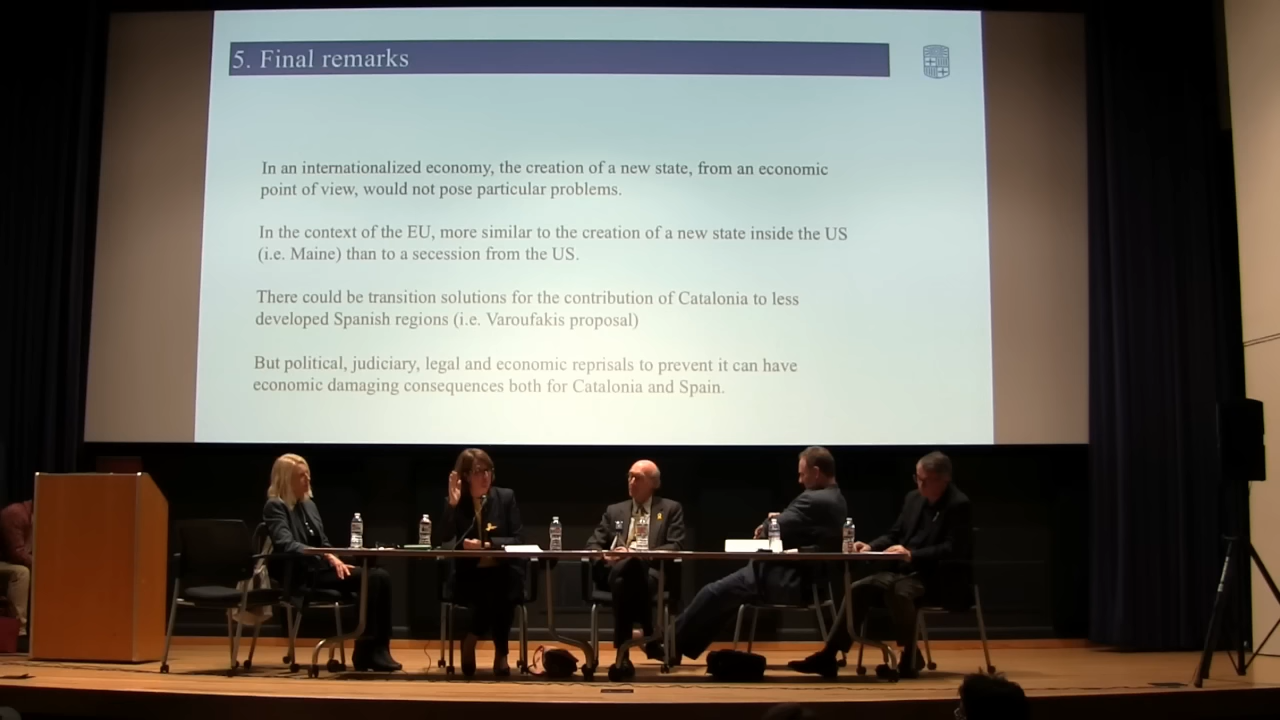 5. Final remarks
In an internationalized economy, the creation of a new state, from an economic
point of view, would not pose particular problems.
In the context of the EU, more similar to the creation of a new state inside the US
(i.e. Maine) than to a secession from the US.
There could be transition solutions for the contribution of Catalonia to less
developed Spanish regions (i.e. Varoufakis proposal)
But political, judiciary, legal and economic reprisals to prevent it can have
economic damaging consequences both for Catalonia and Spain.